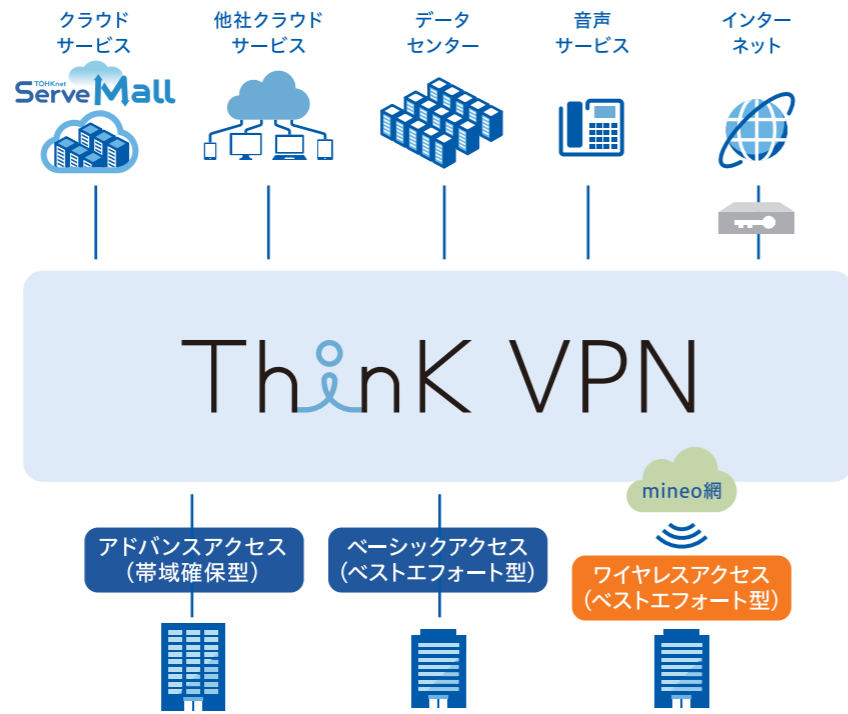 クラウド
サービス
他社クラウド
サービス
データ
センター
音声
サービス
インター
ネット
TOHKnet
ServeMall
ThinK VPN
mineo網
アドバンスアクセス
(帯域確保型)
ベーシックアクセス
(ベストエフォート型)
ワイヤレスアクセス
(ベストエフォート型)